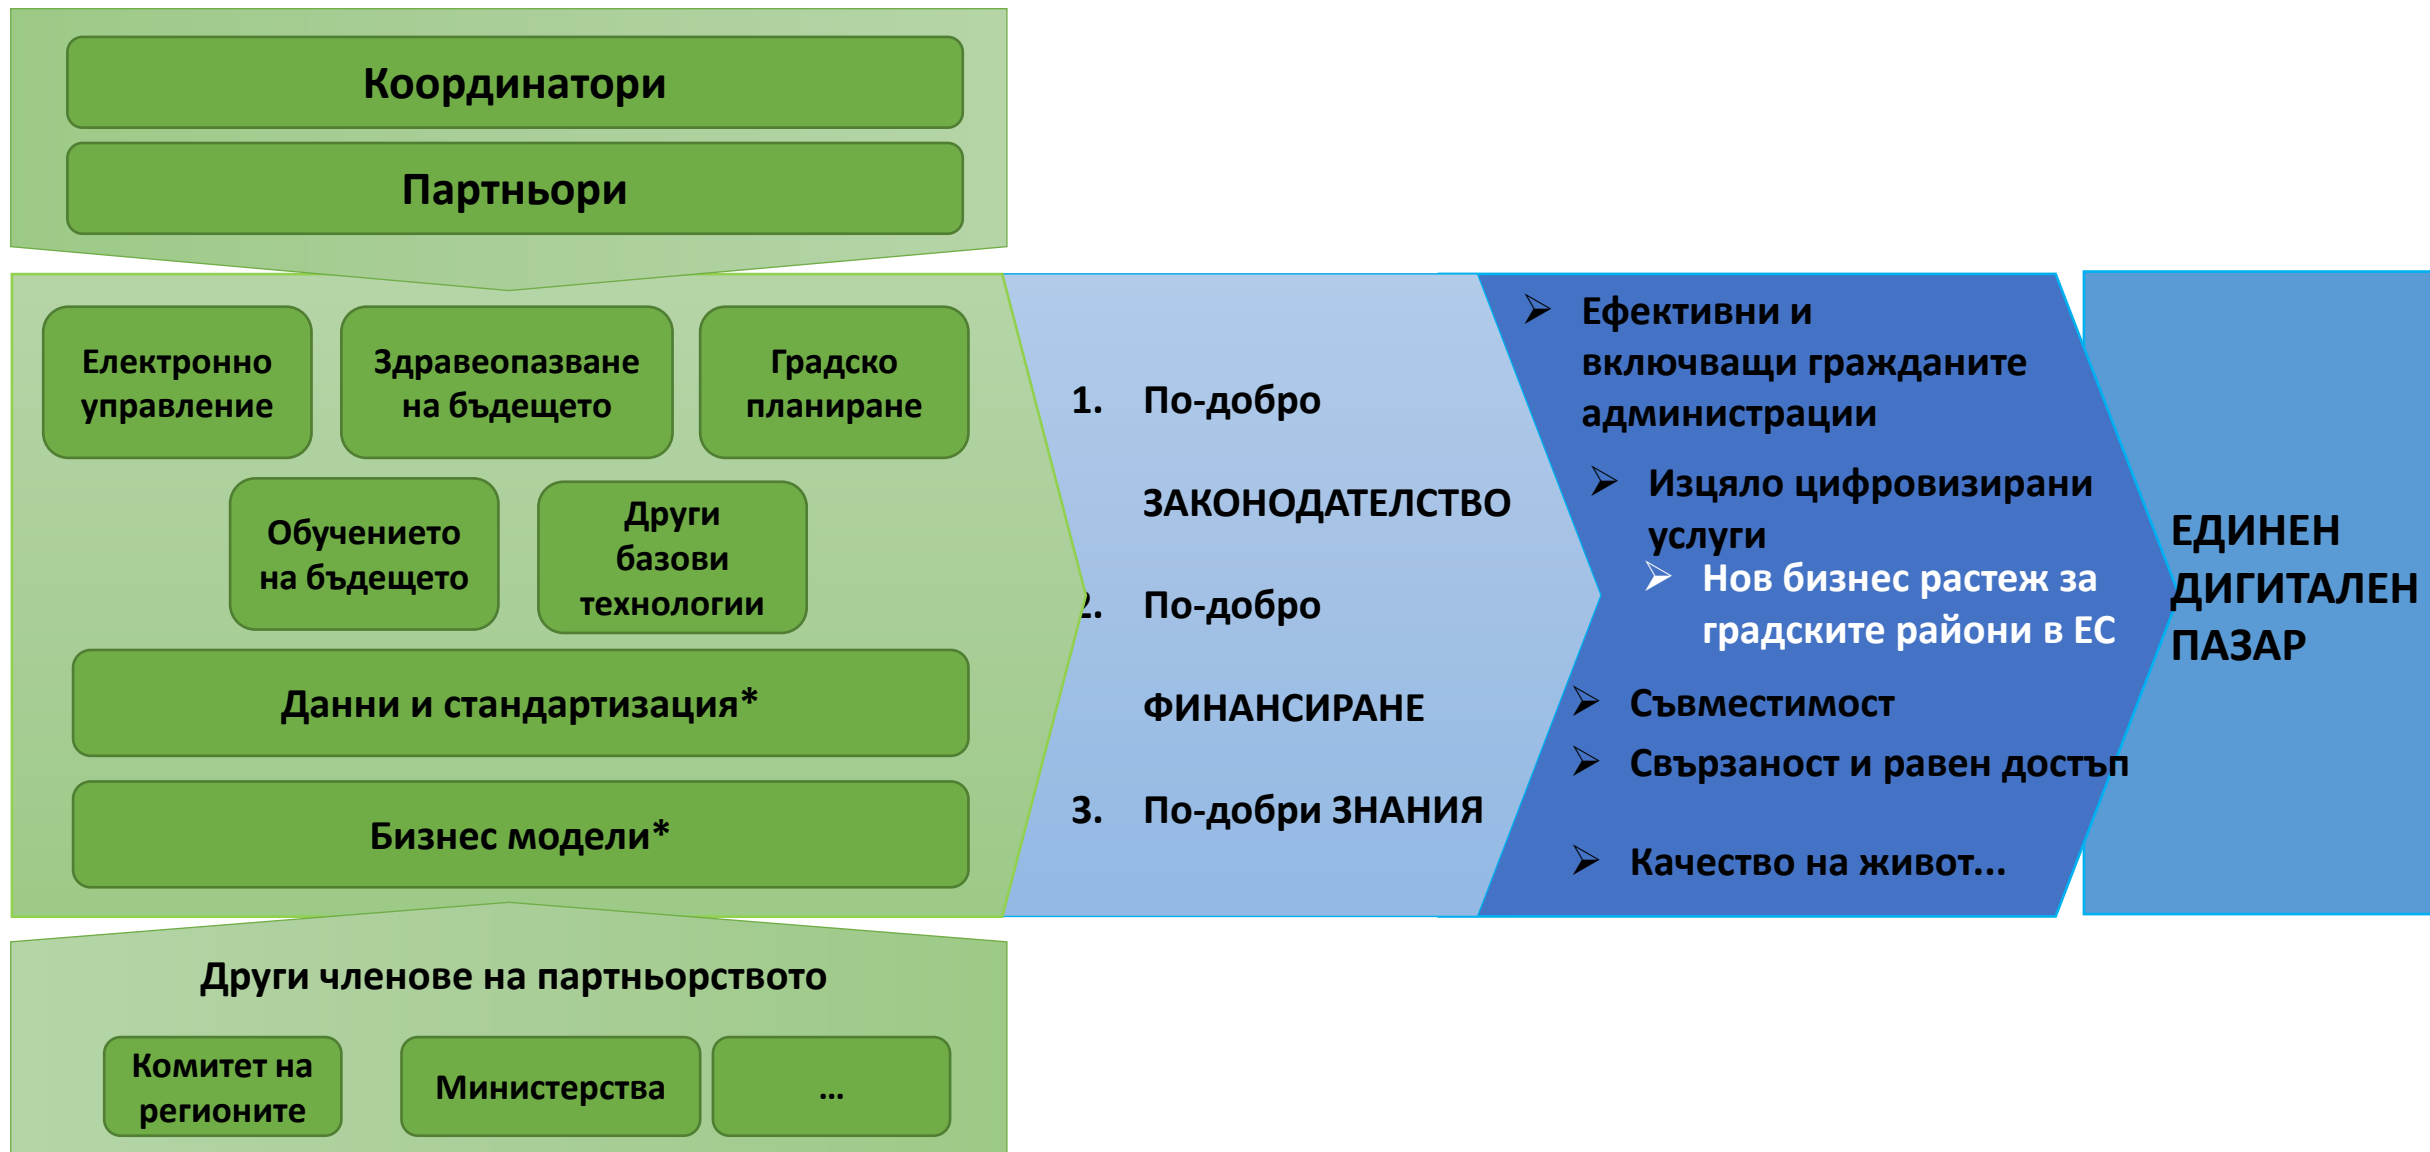 Координатори
Партньори
Електронно
управление
Здравеопазване
на бъдещето
Градско
планиране
Обучението
на бъдещето
Други
базови
технологии
Данни и стандартизация*
Бизнес модели*
Други членове на партньорството
Комитет на
регионите
Министерства
...
1. По-добро
ЗАКОНОДАТЕЛСТВО
2. По-добро
ФИНАНСИРАНЕ
3. По-добри ЗНАНИЯ
➢ Ефективни и
включващи гражданите
администрации
➢ Изцяло цифровизирани
услуги
➢ Нов бизнес растеж за
градските райони в ЕС
➢ Съвместимост
➢ Свързаност и равен достъп
➢ Качество на живот...
ЕДИНЕН
ДИГИТАЛЕН
ПАЗАР